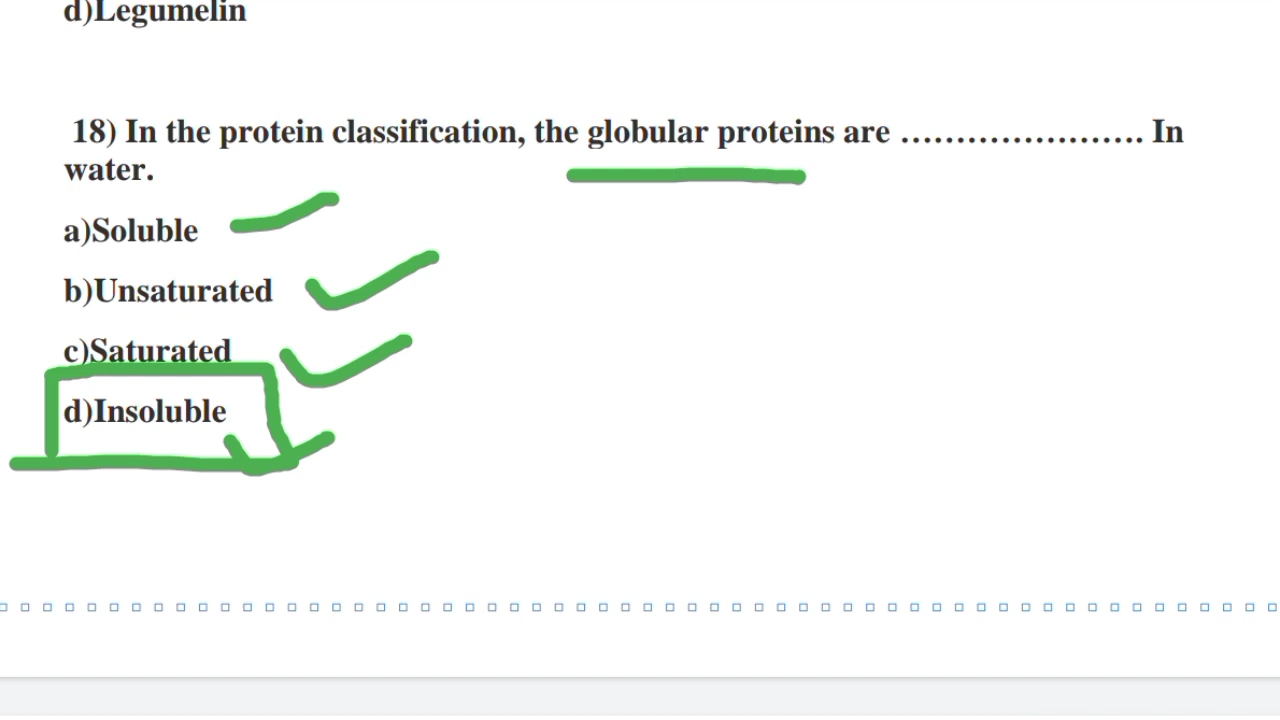 d)Legumelin
18) In the protein classification, the globular proteins are ...................... In
water.
a)Soluble
b)Unsaturated
c)Saturated
d)Insoluble